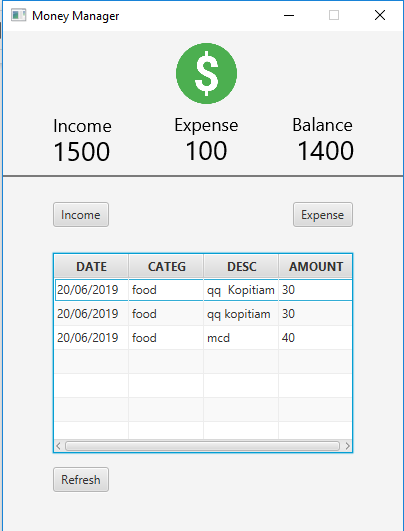 Money Manager
$
Income Expense Balance
1500 100 1400
Income Expense
DATE CATEG DESC AMOUNT
20/06/2019 food qq  Kopitiam 30
20/06/2019 food qq kopitiam 30
20/06/2019 food mcd 40
Refresh